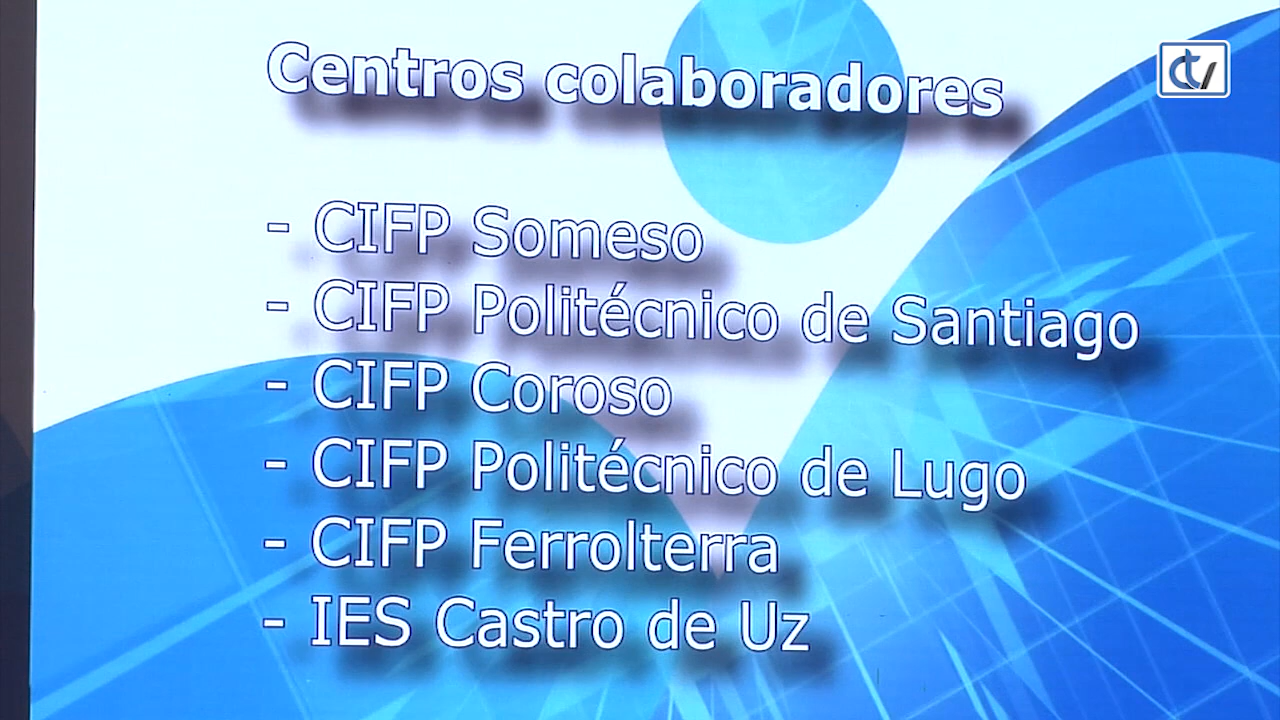 Centros colaboradores
- CIFP Someso
- CIFP Politécnico de Santiago
- CIFP Coroso
- CIFP Politécnico de Lugo
- CIFP Ferrolterra
- IES Castro de Uz
ctv